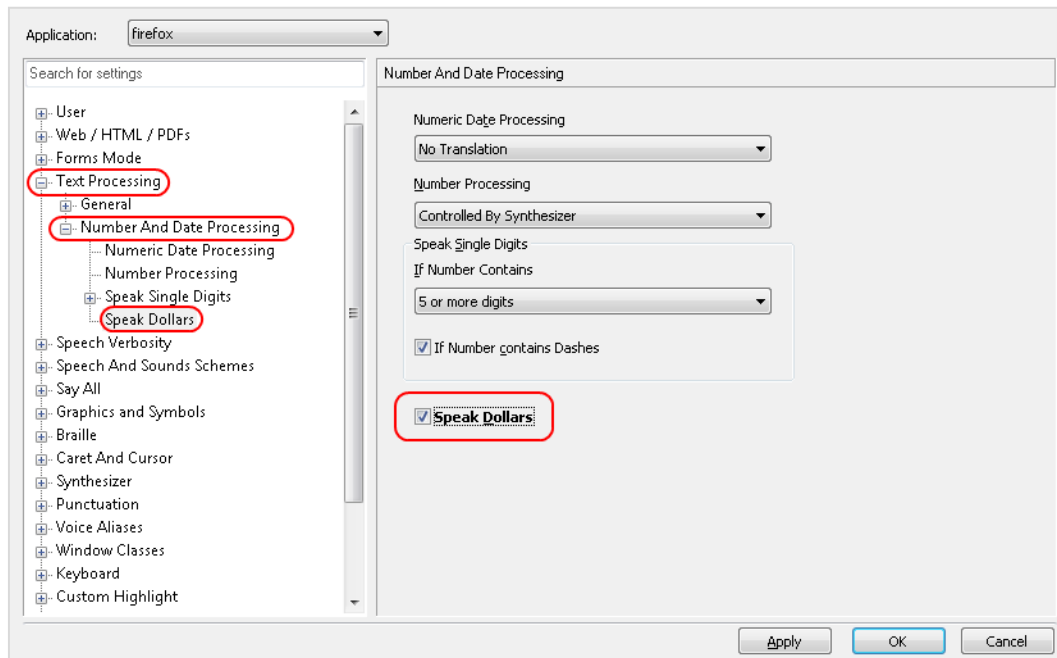 Application:
firefox
Search for settings
User
Web / HTML / PDFs
Forms Mode
Text Processing
General
Number And Date Processing
Numeric Date Processing
Number Processing
Speak Single Digits
Speak Dollars
Speech Verbosity
Speech And Sounds Schemes
Say All
Graphics and Symbols
Braille
Caret And Cursor
Synthesizer
Punctuation
Voice Aliases
Window Classes
Keyboard
Custom Highlight
Number And Date Processing
Numeric Date Processing
No Translation
Number Processing
Controlled By Synthesizer
Speak Single Digits
If Number Contains
5 or more digits
If Number contains Dashes
Speak Dollars
Apply
OK
Cancel